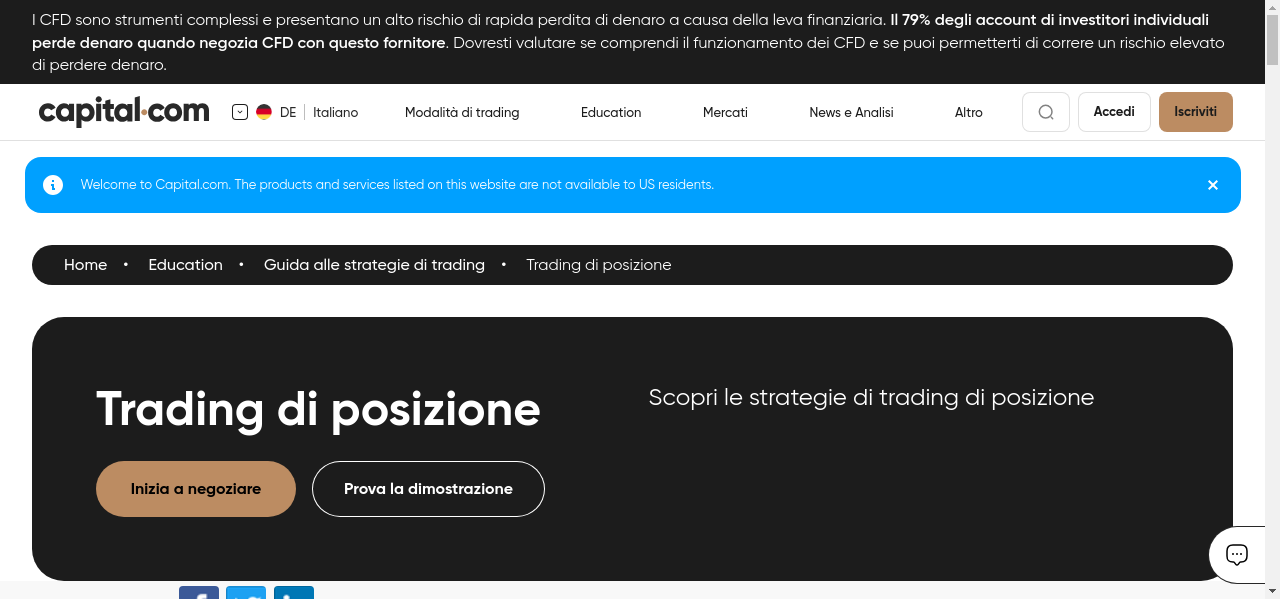 I CFD sono strumenti complessi e presentano un alto rischio di rapida perdita di denaro a causa della leva finanziaria. Il 79% degli account di investitori individuali
perde denaro quando negozia CFD con questo fornitore. Dovresti valutare se comprendi il funzionamento dei CFD e se puoi permetterti di correre un rischio elevato
di perdere denaro.
capital.com DE Italiano Modalità di trading Education Mercati News e Analisi Altro Accedi Iscriviti
Welcome to Capital.com. The products and services listed on this website are not available to US residents.
Home • Education • Guida alle strategie di trading • Trading di posizione
Trading di posizione
Scopri le strategie di trading di posizione
Inizia a negoziare Prova la dimostrazione